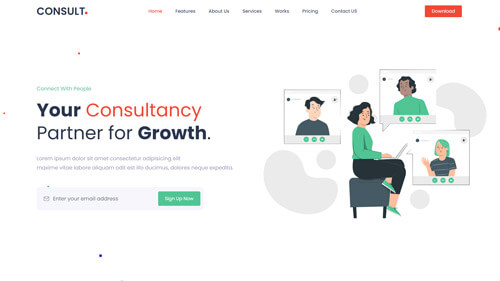 CONSULT.
Home Features About Us Services Works Pricing Contact US Download
Connect With People
Your Consultancy
Partner for Growth.
Lorem ipsum dolor sit amet consectetur adipisicing elit
maxime vitae labore aliquam odit est illo ducimus, dolores neque expedita.
Enter your email address Sign Up Now